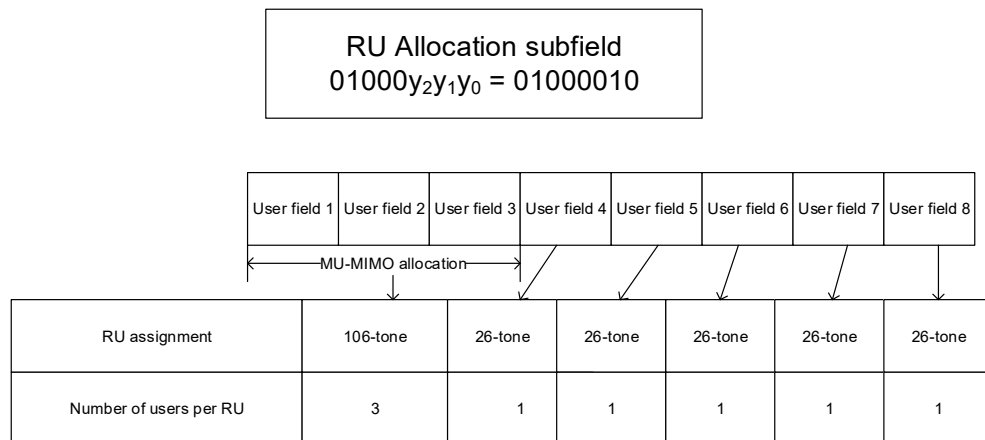 RU Allocation subfield
01000y₂y₁y₀ = 01000010
User field 1 User field 2 User field 3 User field 4 User field 5 User field 6 User field 7 User field 8
MU-MIMO allocation
RU assignment 106-tone 26-tone 26-tone 26-tone 26-tone 26-tone
Number of users per RU 3 1 1 1 1 1